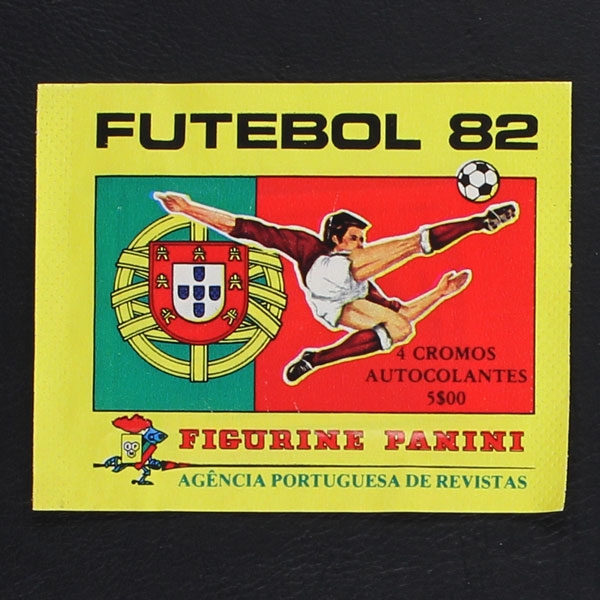 FUTEBOL 82
4 CROMOS
AUTOCOLANTES
5$00
FIGURINE PANINI
AGÊNCIA PORTUGUESA DE REVISTAS